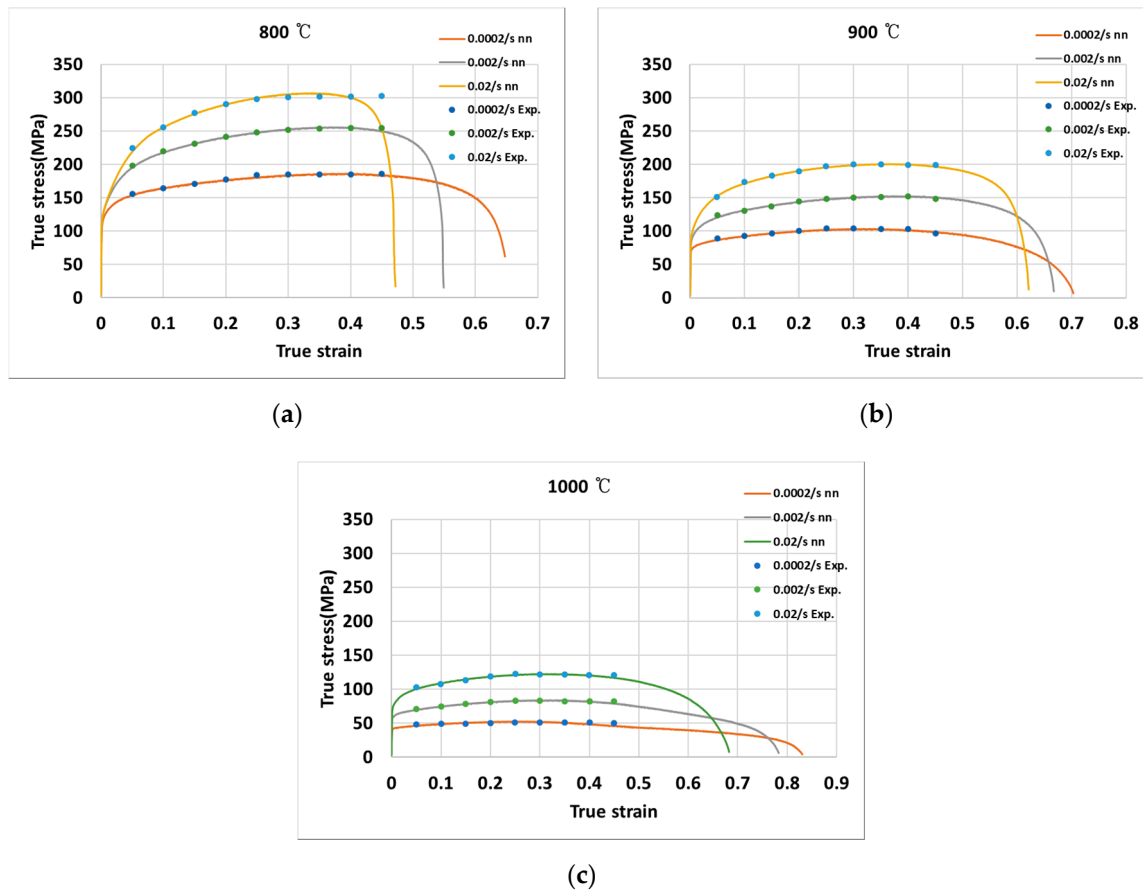 800 ℃
0.0002/s nn
0.002/s nn
0.02/s nn
0.0002/s Exp.
0.002/s Exp.
0.02/s Exp.
True stress(MPa)
350
300
250
200
150
100
50
0
0 0.1 0.2 0.3 0.4 0.5 0.6 0.7
True strain
(a)
900 ℃
0.0002/s nn
0.002/s nn
0.02/s nn
0.0002/s Exp.
0.002/s Exp.
0.02/s Exp.
True stress(MPa)
350
300
250
200
150
100
50
0
0 0.1 0.2 0.3 0.4 0.5 0.6 0.7 0.8
True strain
(b)
1000 ℃
0.0002/s nn
0.002/s nn
0.02/s nn
0.0002/s Exp.
0.002/s Exp.
0.02/s Exp.
True stress(MPa)
350
300
250
200
150
100
50
0
0 0.1 0.2 0.3 0.4 0.5 0.6 0.7 0.8 0.9
True strain
(c)